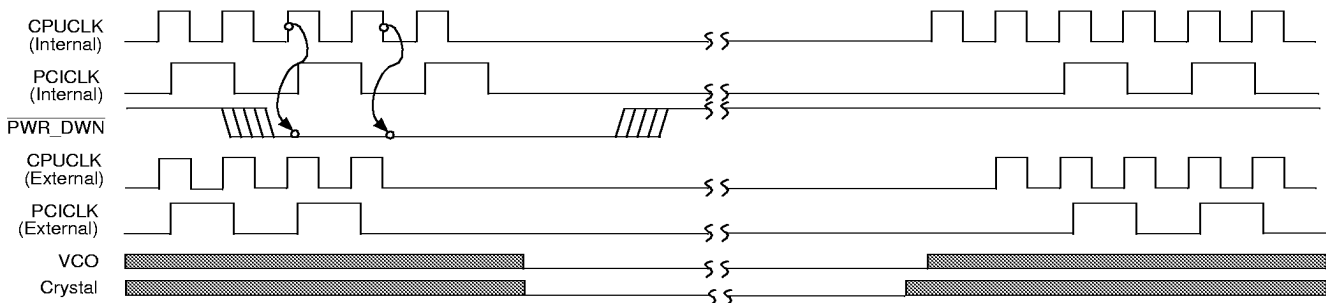 CPUCLK
(Internal)
PCICLK
(Internal)
PWR_DWN
CPUCLK
(External)
PCICLK
(External)
VCO
Crystal